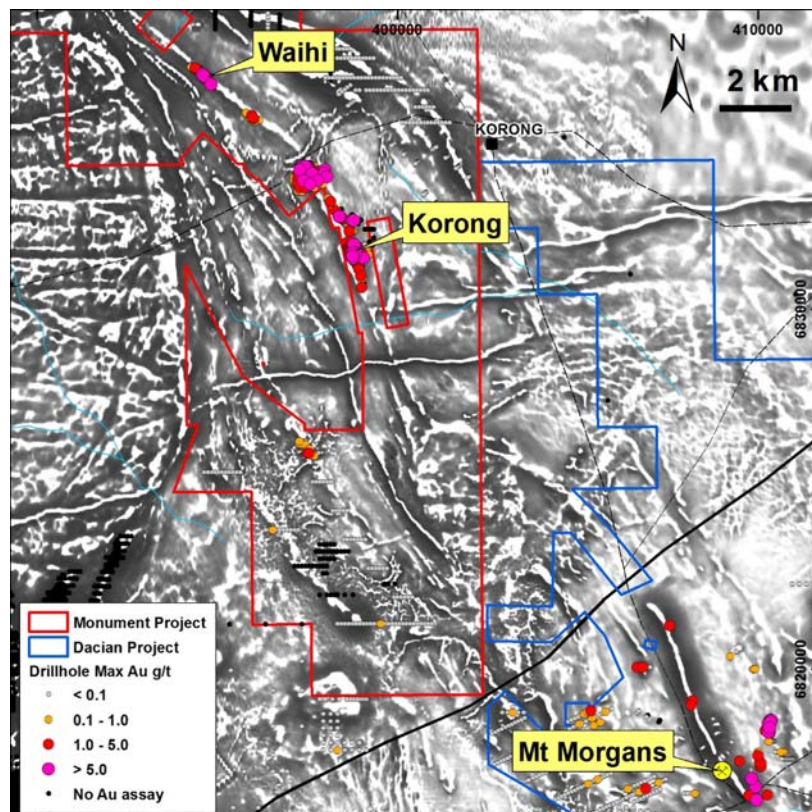 400000
410000
Waihi
N
2 km
KORONG
Korong
6830000
Monument Project
Dacian Project
Drillhole Max Au g/t
< 0.1
0.1 - 1.0
1.0 - 5.0
> 5.0
No Au assay
6820000
Mt Morgans